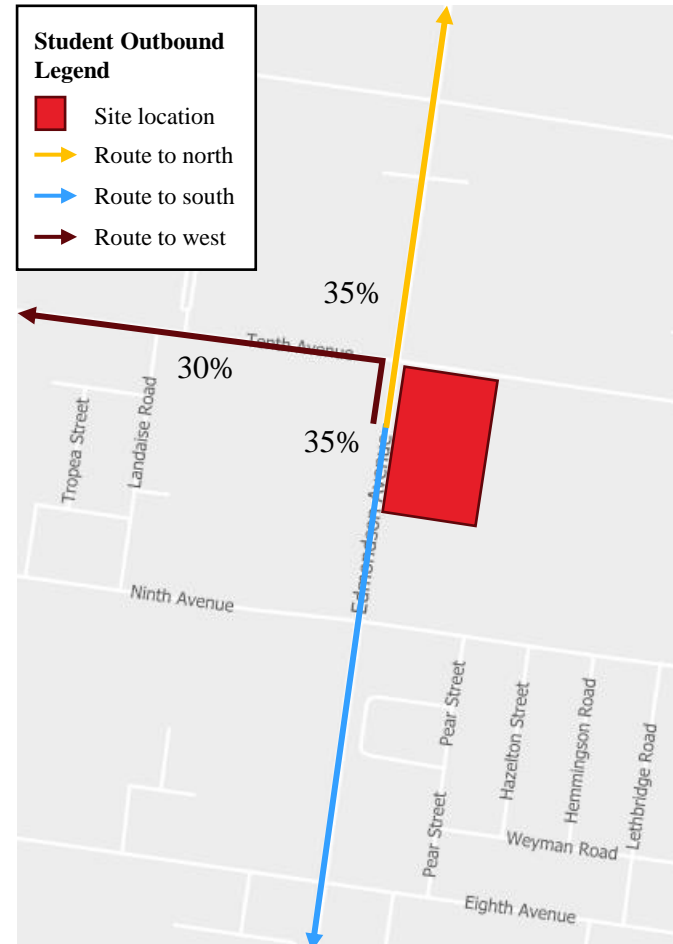 Student Outbound
Legend
Site location
Route to north
Route to south
Route to west
35%
Tenth Avenue
30%
35%
Tropea Street
Landaise Road
Edmondson Avenue
Ninth Avenue
Pear Street
Hazelton Street
Hemmingson Road
Lethbridge Road
Pear Street
Weyman Road
Eighth Avenue